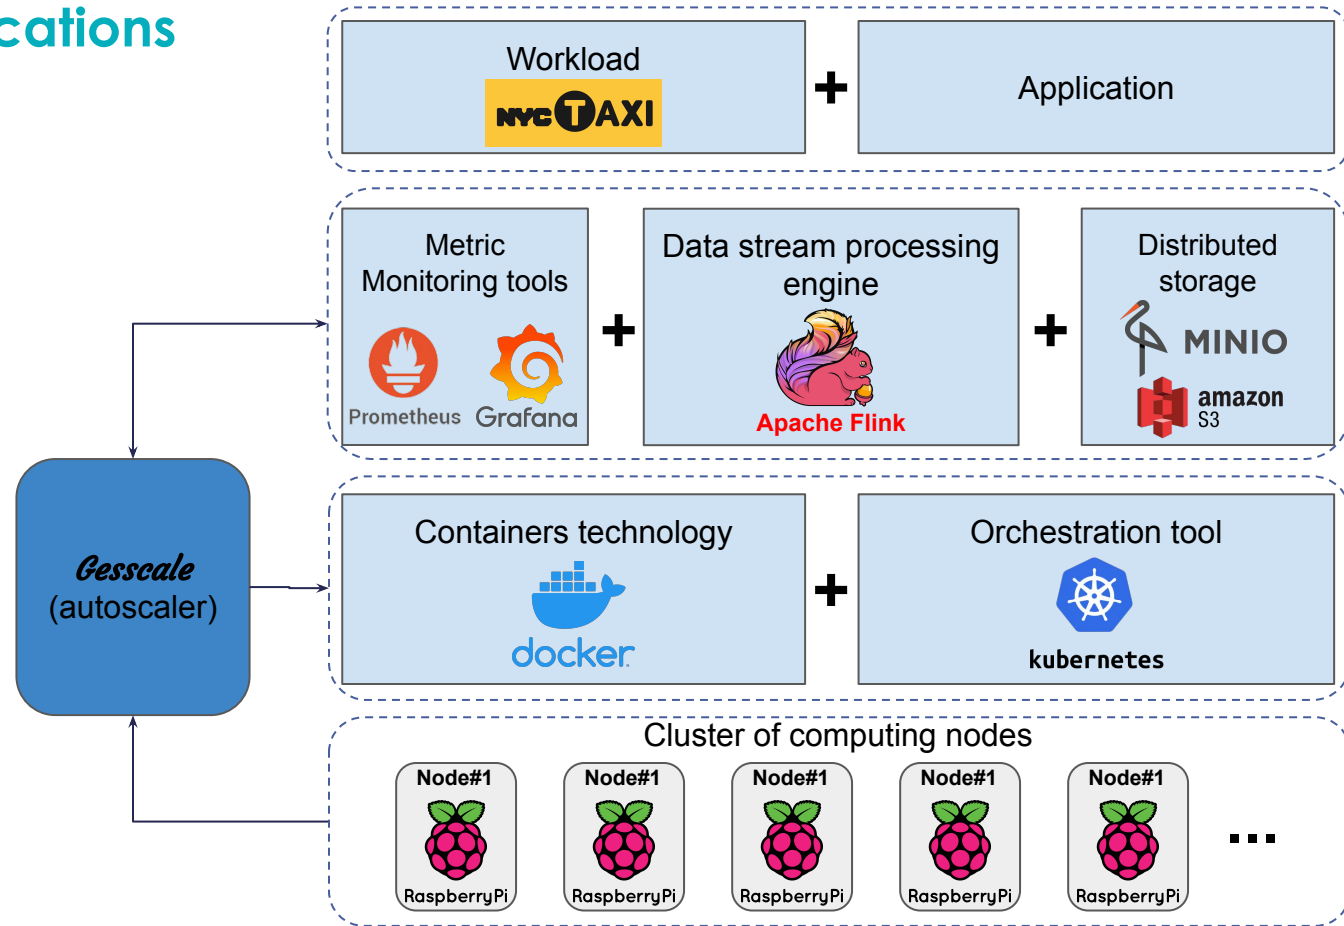 cations
Workload
NYC TAXI
+
Application
Metric
Monitoring tools
Prometheus
Grafana
+
Data stream processing
engine
Apache Flink
+
Distributed
storage
MINIO
amazon
S3
Gesscale
(autoscaler)
Containers technology
docker
+
Orchestration tool
kubernetes
Cluster of computing nodes
Node#1
RaspberryPi
Node#1
RaspberryPi
Node#1
RaspberryPi
Node#1
RaspberryPi
Node#1
RaspberryPi
...